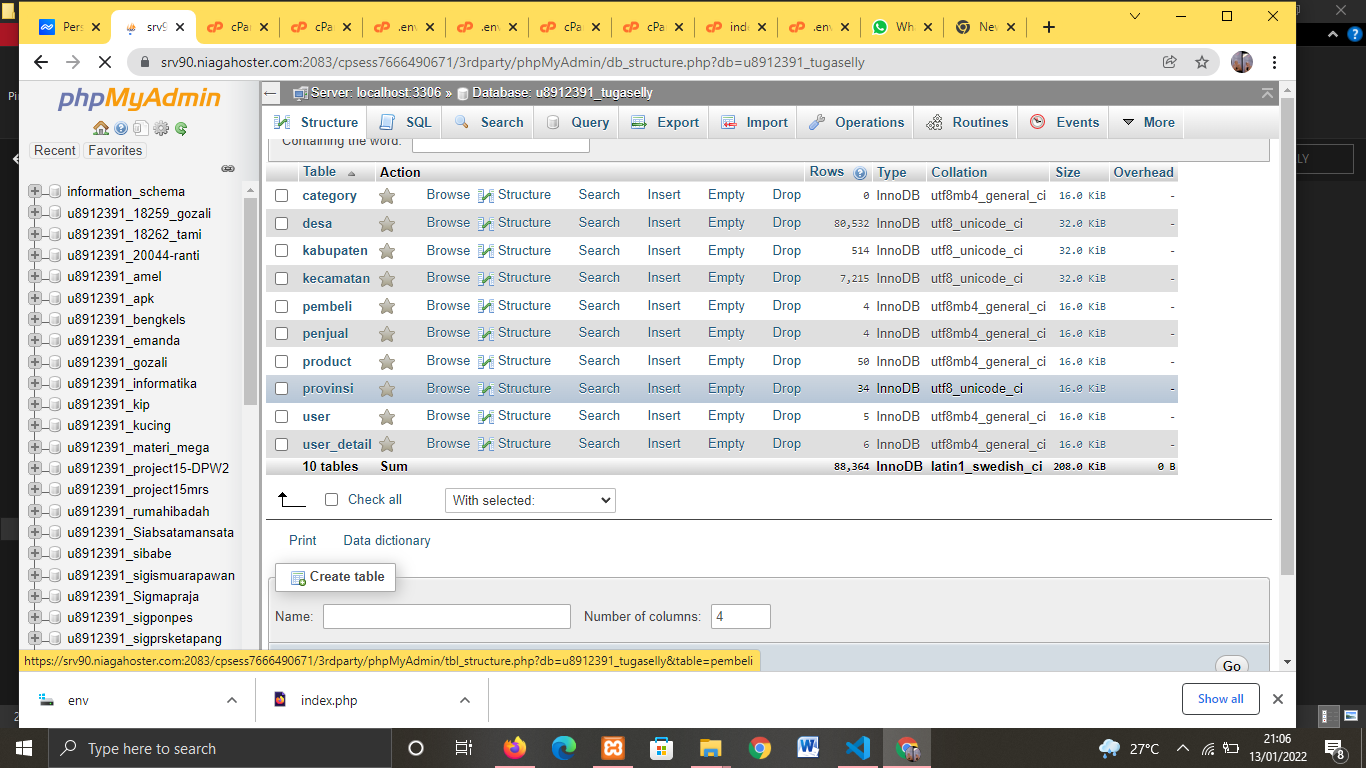 Pers
srv9
cPa
cPa
.env
.env
cPa
cPa
inde
.env
Wh
Nev
srv90.niagahoster.com:2083/cpsess7666490671/3rdparty/phpMyAdmin/db_structure.php?db=u8912391_tugaselly
phpMyAdmin
Recent Favorites
information_schema
u8912391_18259_gozali
u8912391_18262_tami
u8912391_20044-ranti
u8912391_amel
u8912391_apk
u8912391_bengkels
u8912391_emanda
u8912391_gozali
u8912391_informatika
u8912391_kip
u8912391_kucing
u8912391_materi_mega
u8912391_project15-DPW2
u8912391_project15mrs
u8912391_rumahibadah
u8912391_Siabsatamansata
u8912391_sibabe
u8912391_sigismuarapawan
u8912391_Sigmapraja
u8912391_sigponpes
u8912391_sigprsketapang
Server: localhost:3306 » Database: u8912391_tugaselly
Structure SQL Search Query Export Import Operations Routines Events More
Containing the word:
Table Action Rows Type Collation Size Overhead
category Browse Structure Search Insert Empty Drop 0 InnoDB utf8mb4_general_ci 16.0 KiB -
desa Browse Structure Search Insert Empty Drop 80,532 InnoDB utf8_unicode_ci 32.0 KiB -
kabupaten Browse Structure Search Insert Empty Drop 514 InnoDB utf8_unicode_ci 32.0 KiB -
kecamatan Browse Structure Search Insert Empty Drop 7,215 InnoDB utf8_unicode_ci 32.0 KiB -
pembeli Browse Structure Search Insert Empty Drop 4 InnoDB utf8mb4_general_ci 16.0 KiB -
penjual Browse Structure Search Insert Empty Drop 4 InnoDB utf8mb4_general_ci 16.0 KiB -
product Browse Structure Search Insert Empty Drop 50 InnoDB utf8mb4_general_ci 16.0 KiB -
provinsi Browse Structure Search Insert Empty Drop 34 InnoDB utf8_unicode_ci 16.0 KiB -
user Browse Structure Search Insert Empty Drop 5 InnoDB utf8mb4_general_ci 16.0 KiB -
user_detail Browse Structure Search Insert Empty Drop 6 InnoDB utf8mb4_general_ci 16.0 KiB -
10 tables Sum 88,364 InnoDB latin1_swedish_ci 208.0 KiB 0 B
Check all With selected:
Print Data dictionary
Create table
Name: Number of columns: 4
Go
https://srv90.niagahoster.com:2083/cpsess7666490671/3rdparty/phpMyAdmin/tbl_structure.php?db=u8912391_tugaselly&table=pembeli
env
index.php
Show all
Type here to search
27°C
21:06
13/01/2022
8